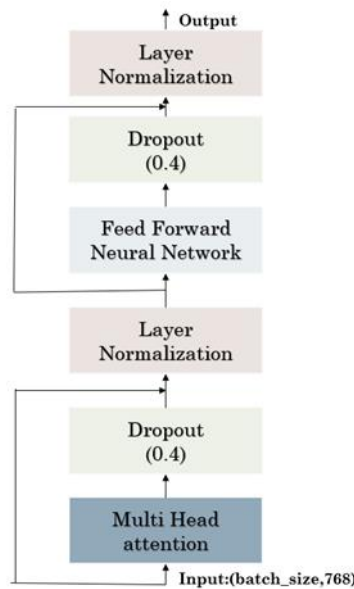 Output
Layer
Normalization
Dropout
(0.4)
Feed Forward
Neural Network
Layer
Normalization
Dropout
(0.4)
Multi Head
attention
Input:(batch_size,768)